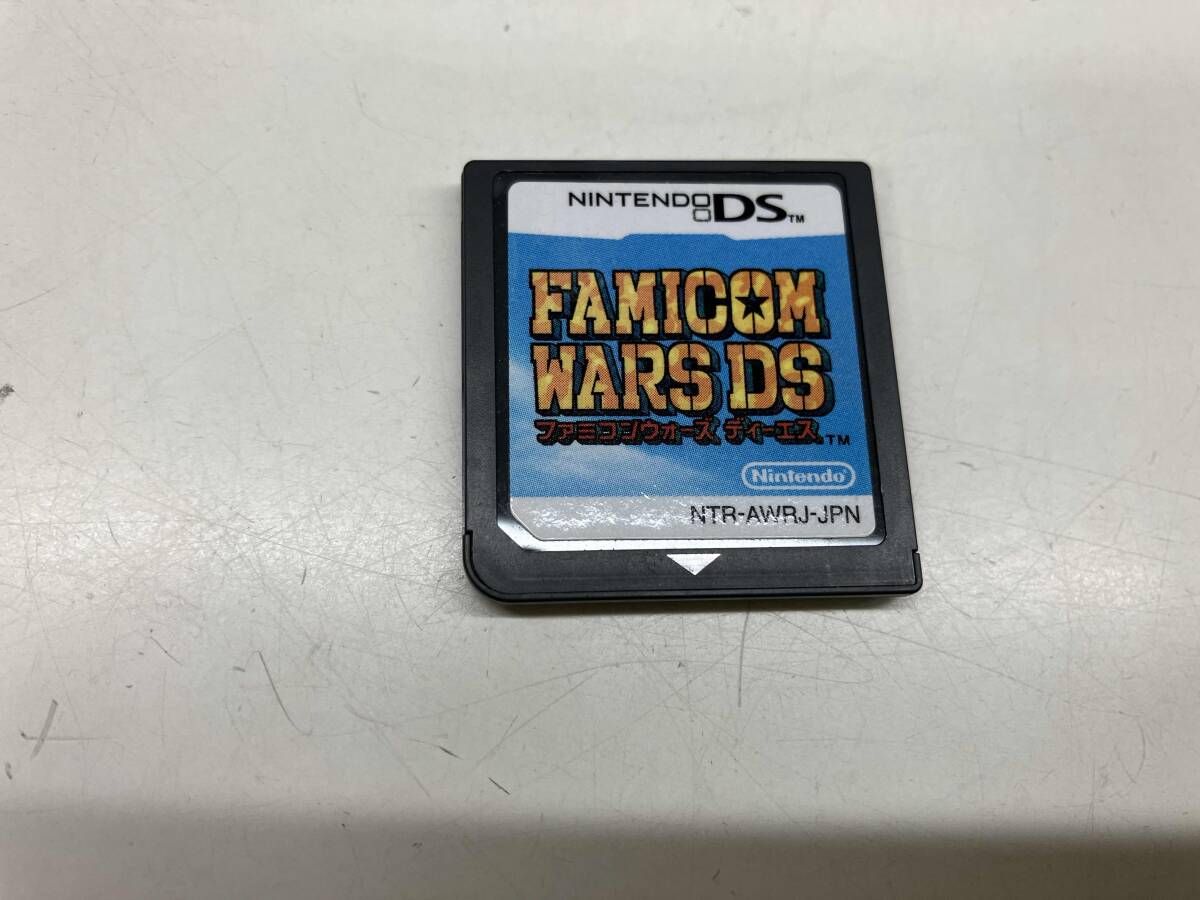 NINTENDO DS™
FAMICOM
WARS DS
ファミコンウォーズ ディーエス™
Nintendo
NTR-AWRJ-JPN